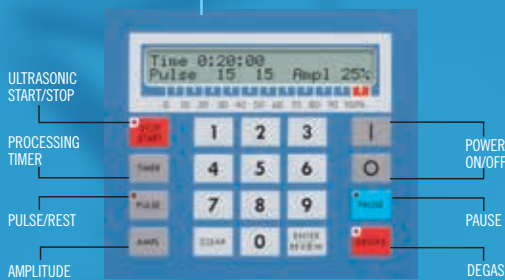 Time 0:20:00
Pulse 15 15 Ampl 25%
0 10 20 30 40 50 60 70 80 90 100%
ULTRASONIC
START/STOP
STOP
START
1 2 3
I
POWER
ON/OFF
PROCESSING
TIMER
TIMER
4 5 6
O
PULSE/REST
PULSE
7 8 9
PAUSE
PAUSE
AMPLITUDE
AMPL
CLEAR
0
ENTER
REVIEW
DEGAS
DEGAS